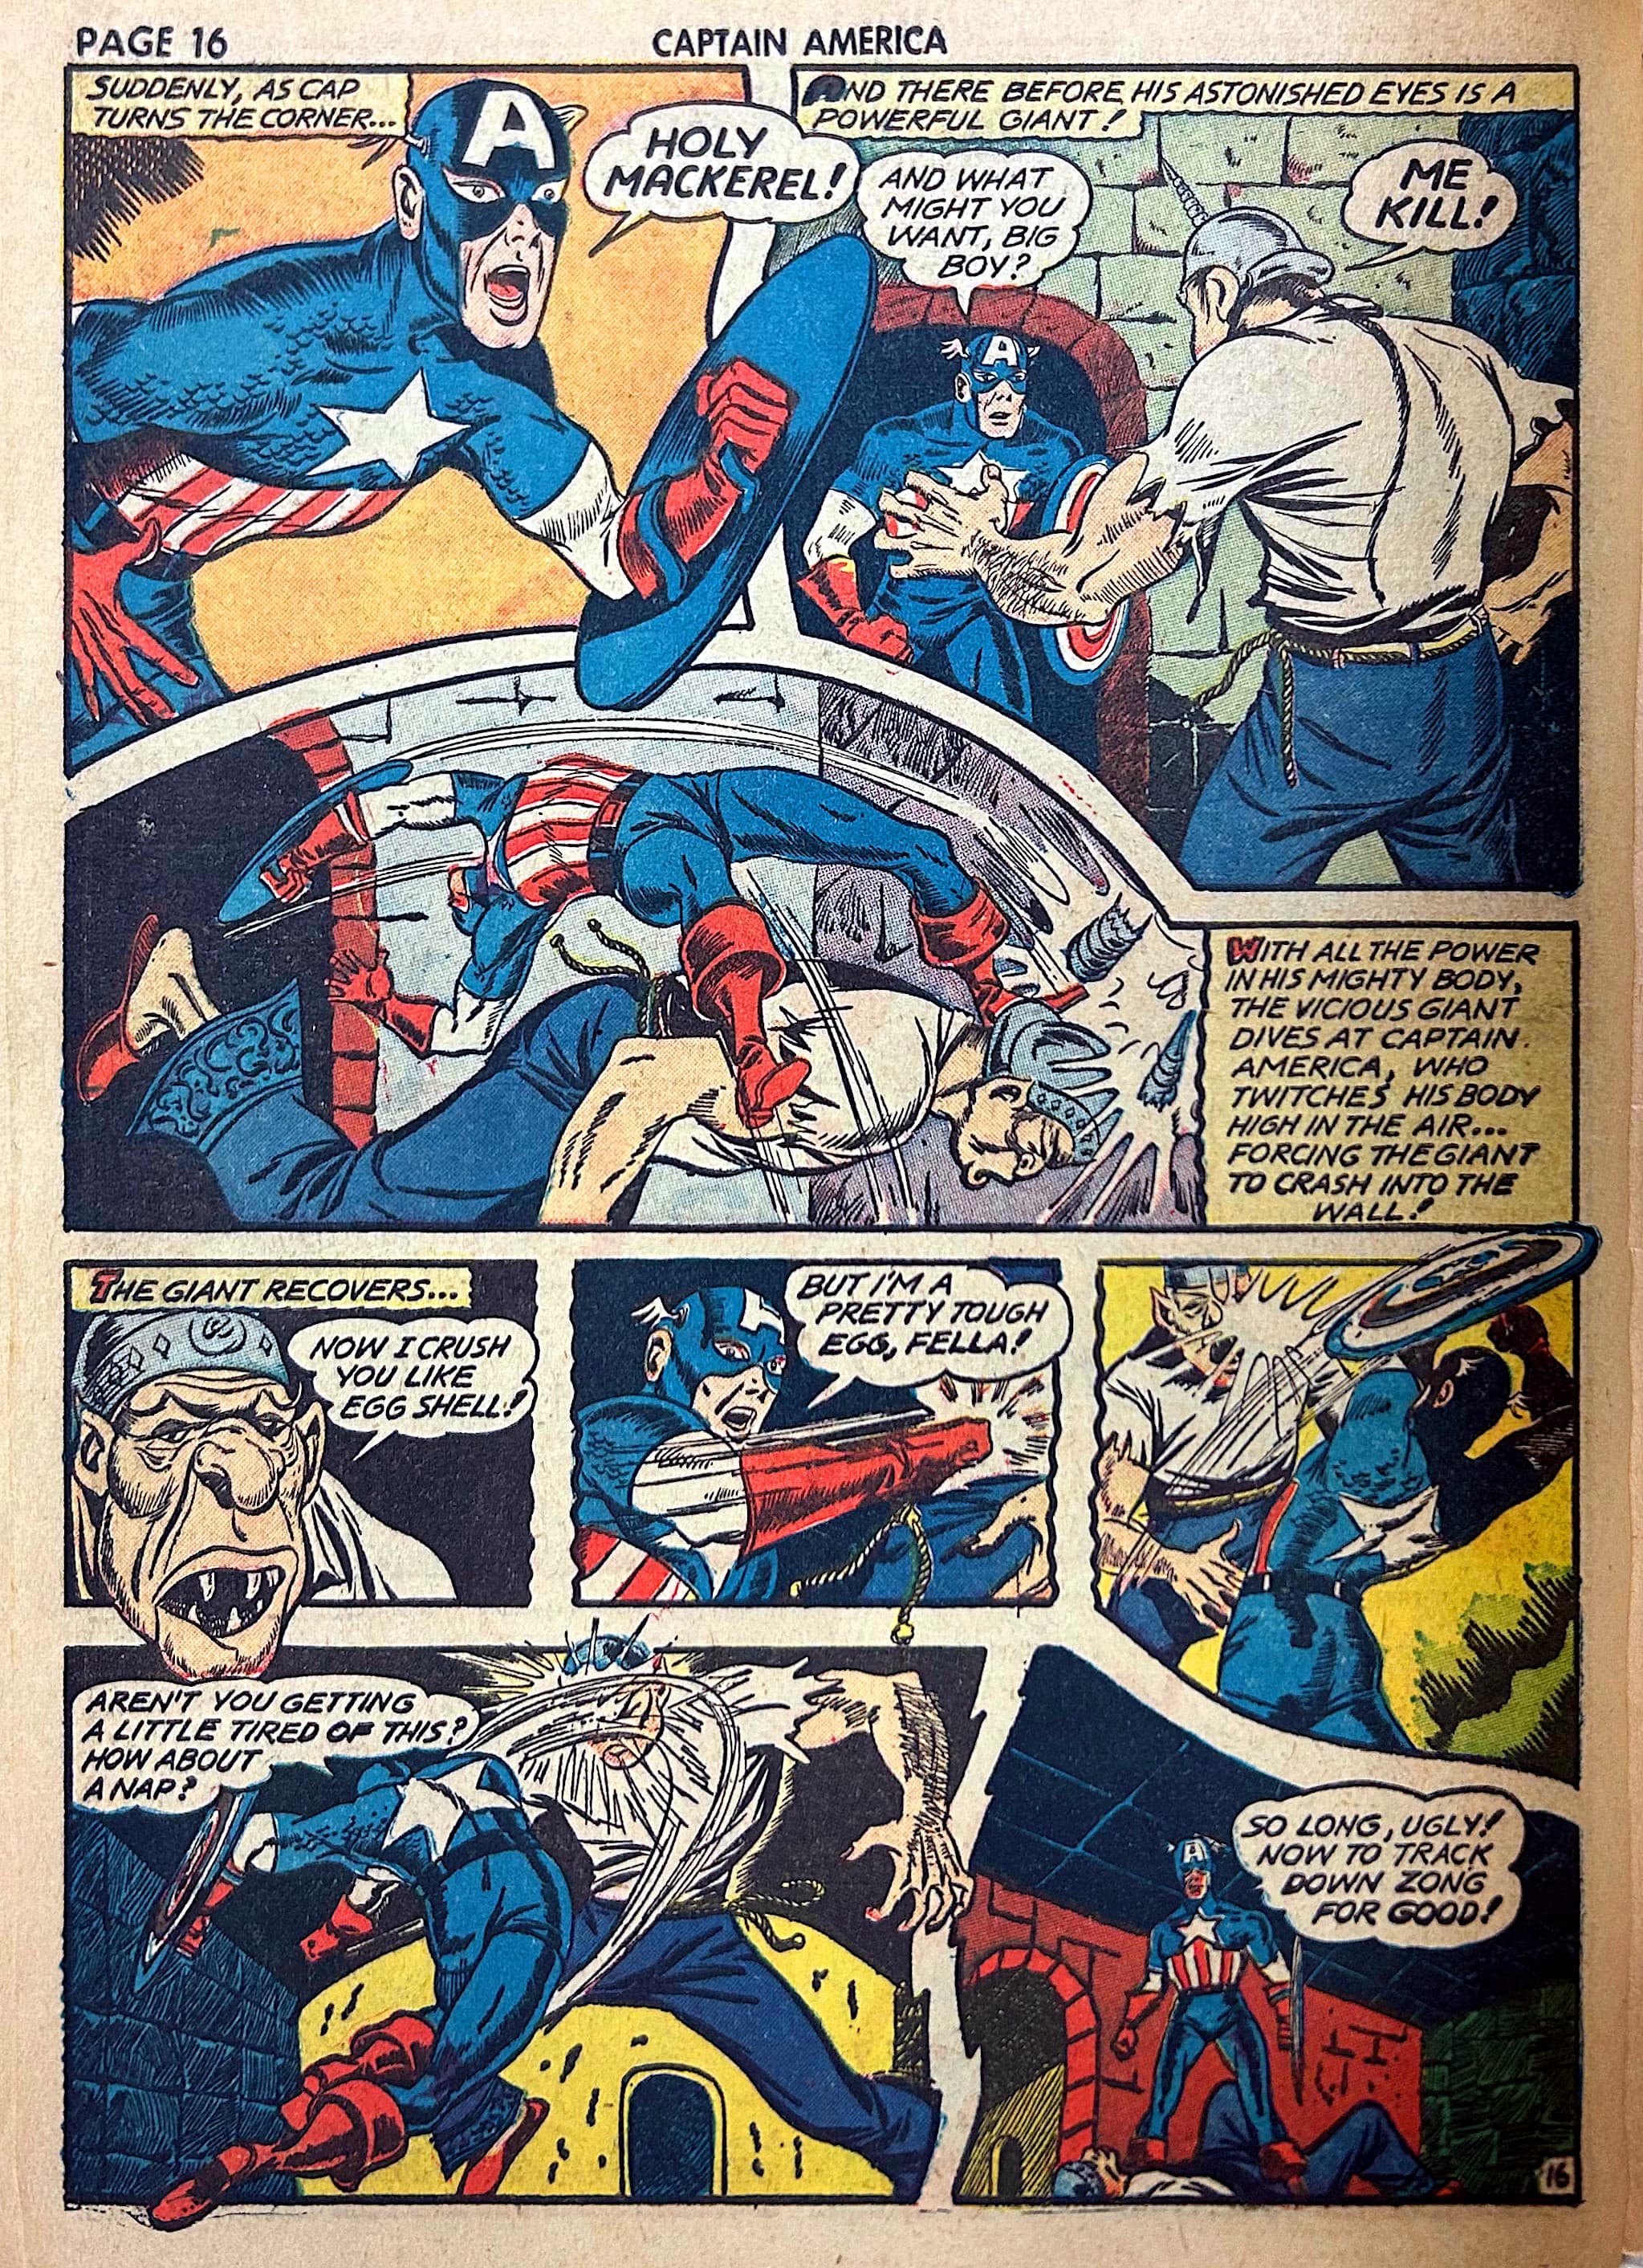 PAGE 16
CAPTAIN AMERICA
SUDDENLY, AS CAP
TURNS THE CORNER...
A
HOLY
MACKEREL!
AND THERE BEFORE HIS ASTONISHED EYES IS A
POWERFUL GIANT!
AND WHAT
MIGHT YOU
WANT, BIG
BOY?
A
ME
KILL!
WITH ALL THE POWER
IN HIS MIGHTY BODY,
THE VICIOUS GIANT
DIVES AT CAPTAIN
AMERICA, WHO
TWITCHES HIS BODY
HIGH IN THE AIR...
FORCING THE GIANT
TO CRASH INTO THE
WALL!
THE GIANT RECOVERS...
NOW I CRUSH
YOU LIKE
EGG SHELL!
BUT I'M A
PRETTY TOUGH
EGG, FELLA!
AREN'T YOU GETTING
A LITTLE TIRED OF THIS?
HOW ABOUT
A NAP?
SO LONG, UGLY!
NOW TO TRACK
DOWN ZONG
FOR GOOD!
A
16